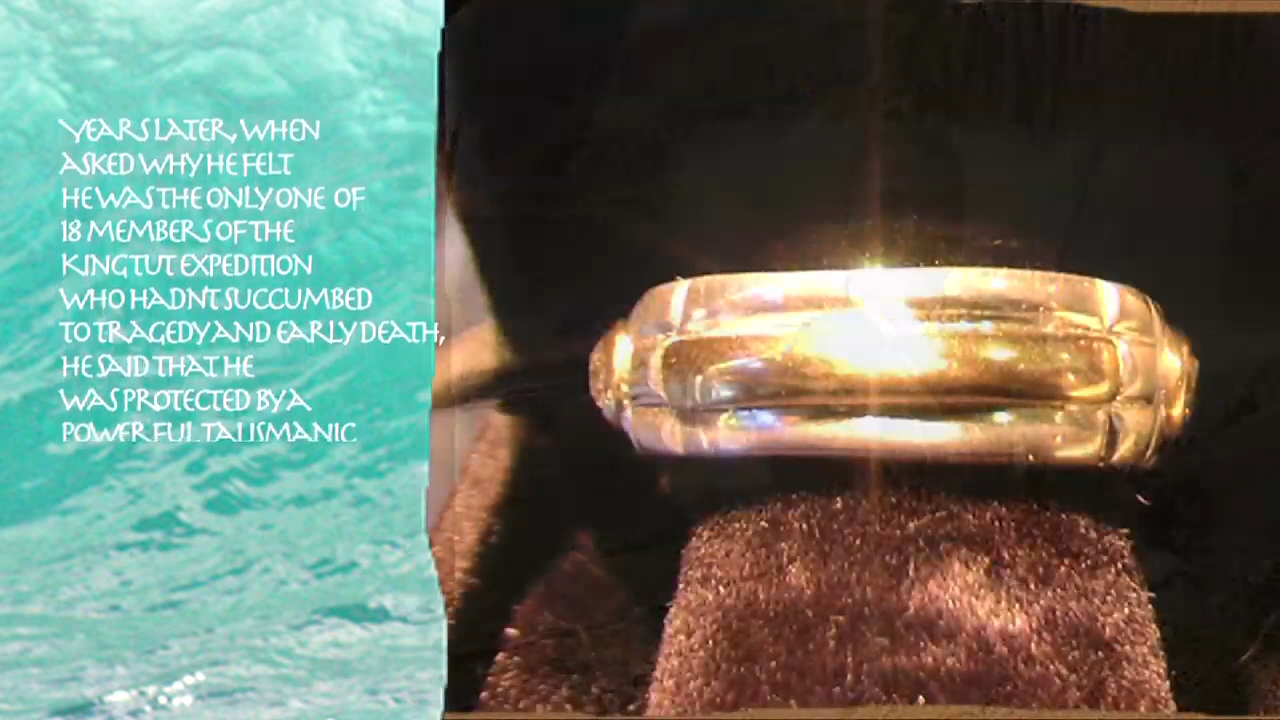 YEARS LATER, WHEN
ASKED WHY HE FELT
HE WAS THE ONLY ONE OF
18 MEMBERS OF THE
KING TUT EXPEDITION
WHO HADN'T SUCCUMBED
TO TRAGEDY AND EARLY DEATH,
HE SAID THAT HE
WAS PROTECTED BY A
POWERFUL TALISMANIC